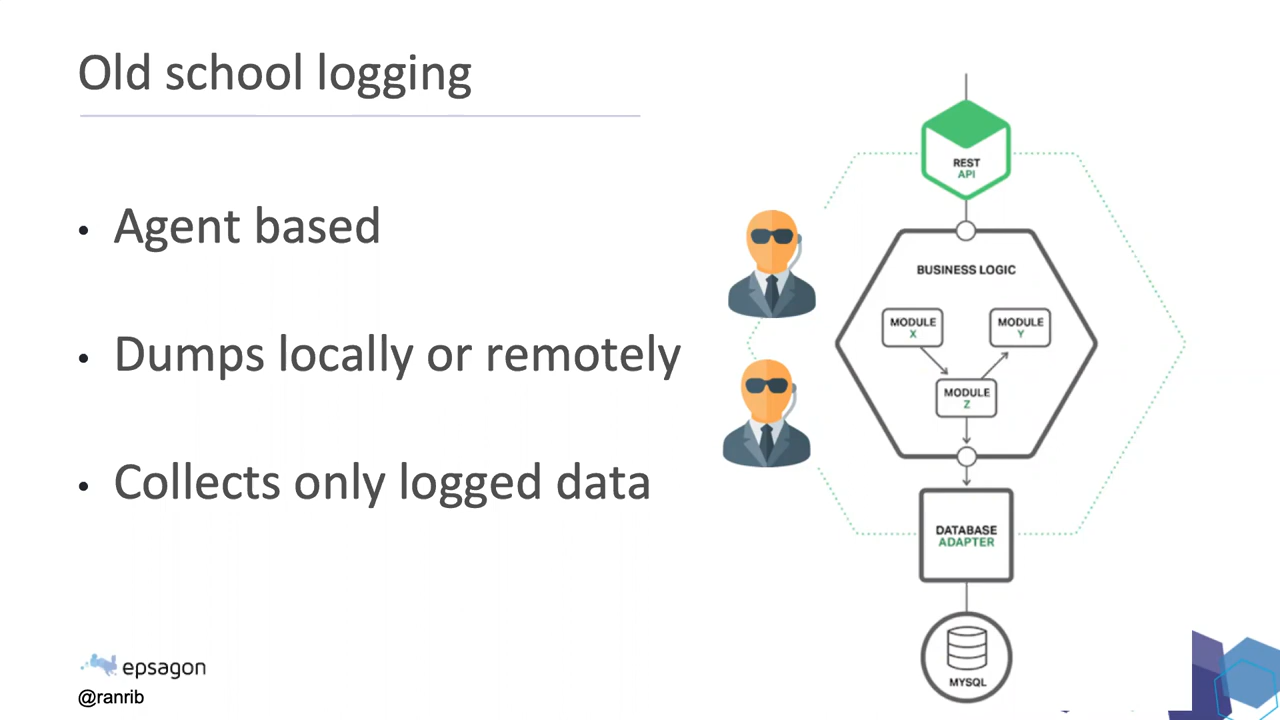 Old school logging
• Agent based
• Dumps locally or remotely
• Collects only logged data
REST
API
BUSINESS LOGIC
MODULE
X
MODULE
Y
MODULE
Z
DATABASE
ADAPTER
MYSQL
epsagon
@ranrib